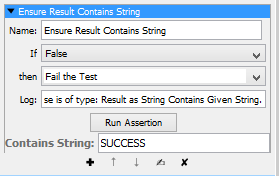 Ensure Result Contains String
Name: Ensure Result Contains String
If False
then Fail the Test
Log: se is of type: Result as String Contains Given String.
Run Assertion
Contains String: SUCCESS